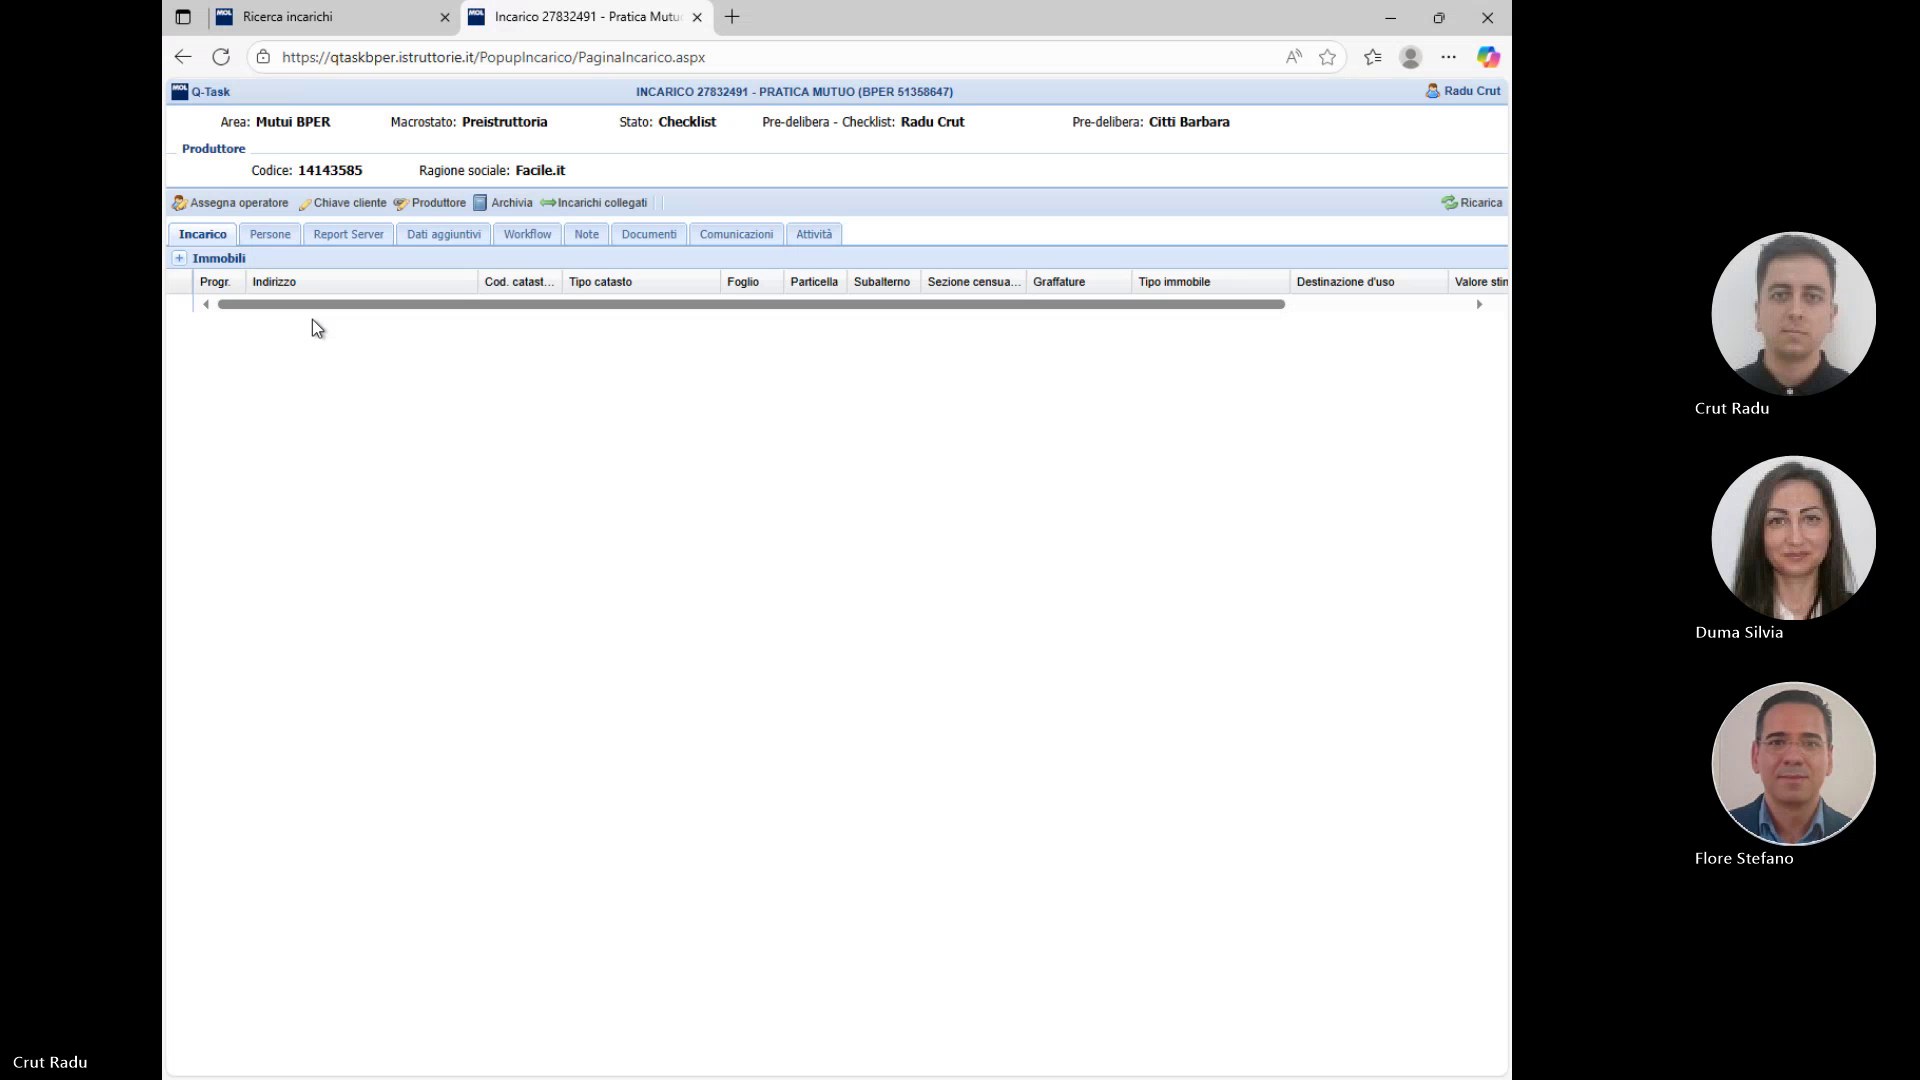 MOL Ricerca incarichi
MOL Incarico 27832491 - Pratica Mutu
https://qtaskbper.istruttorie.it/PopupIncarico/PaginaIncarico.aspx
MOL Q-Task INCARICO 27832491 - PRATICA MUTUO (BPER 51358647) Radu Crut
Area: Mutui BPER Macrostato: Preistruttoria Stato: Checklist Pre-delibera - Checklist: Radu Crut Pre-delibera: Citti Barbara
Produttore
Codice: 14143585 Ragione sociale: Facile.it
Assegna operatore Chiave cliente Produttore Archivia Incarichi collegati Ricarica
Incarico Persone Report Server Dati aggiuntivi Workflow Note Documenti Comunicazioni Attività
Immobili
Progr. Indirizzo Cod. catast... Tipo catasto Foglio Particella Subalterno Sezione censua... Graffature Tipo immobile Destinazione d'uso Valore stin
Crut Radu
Duma Silvia
Flore Stefano
Crut Radu